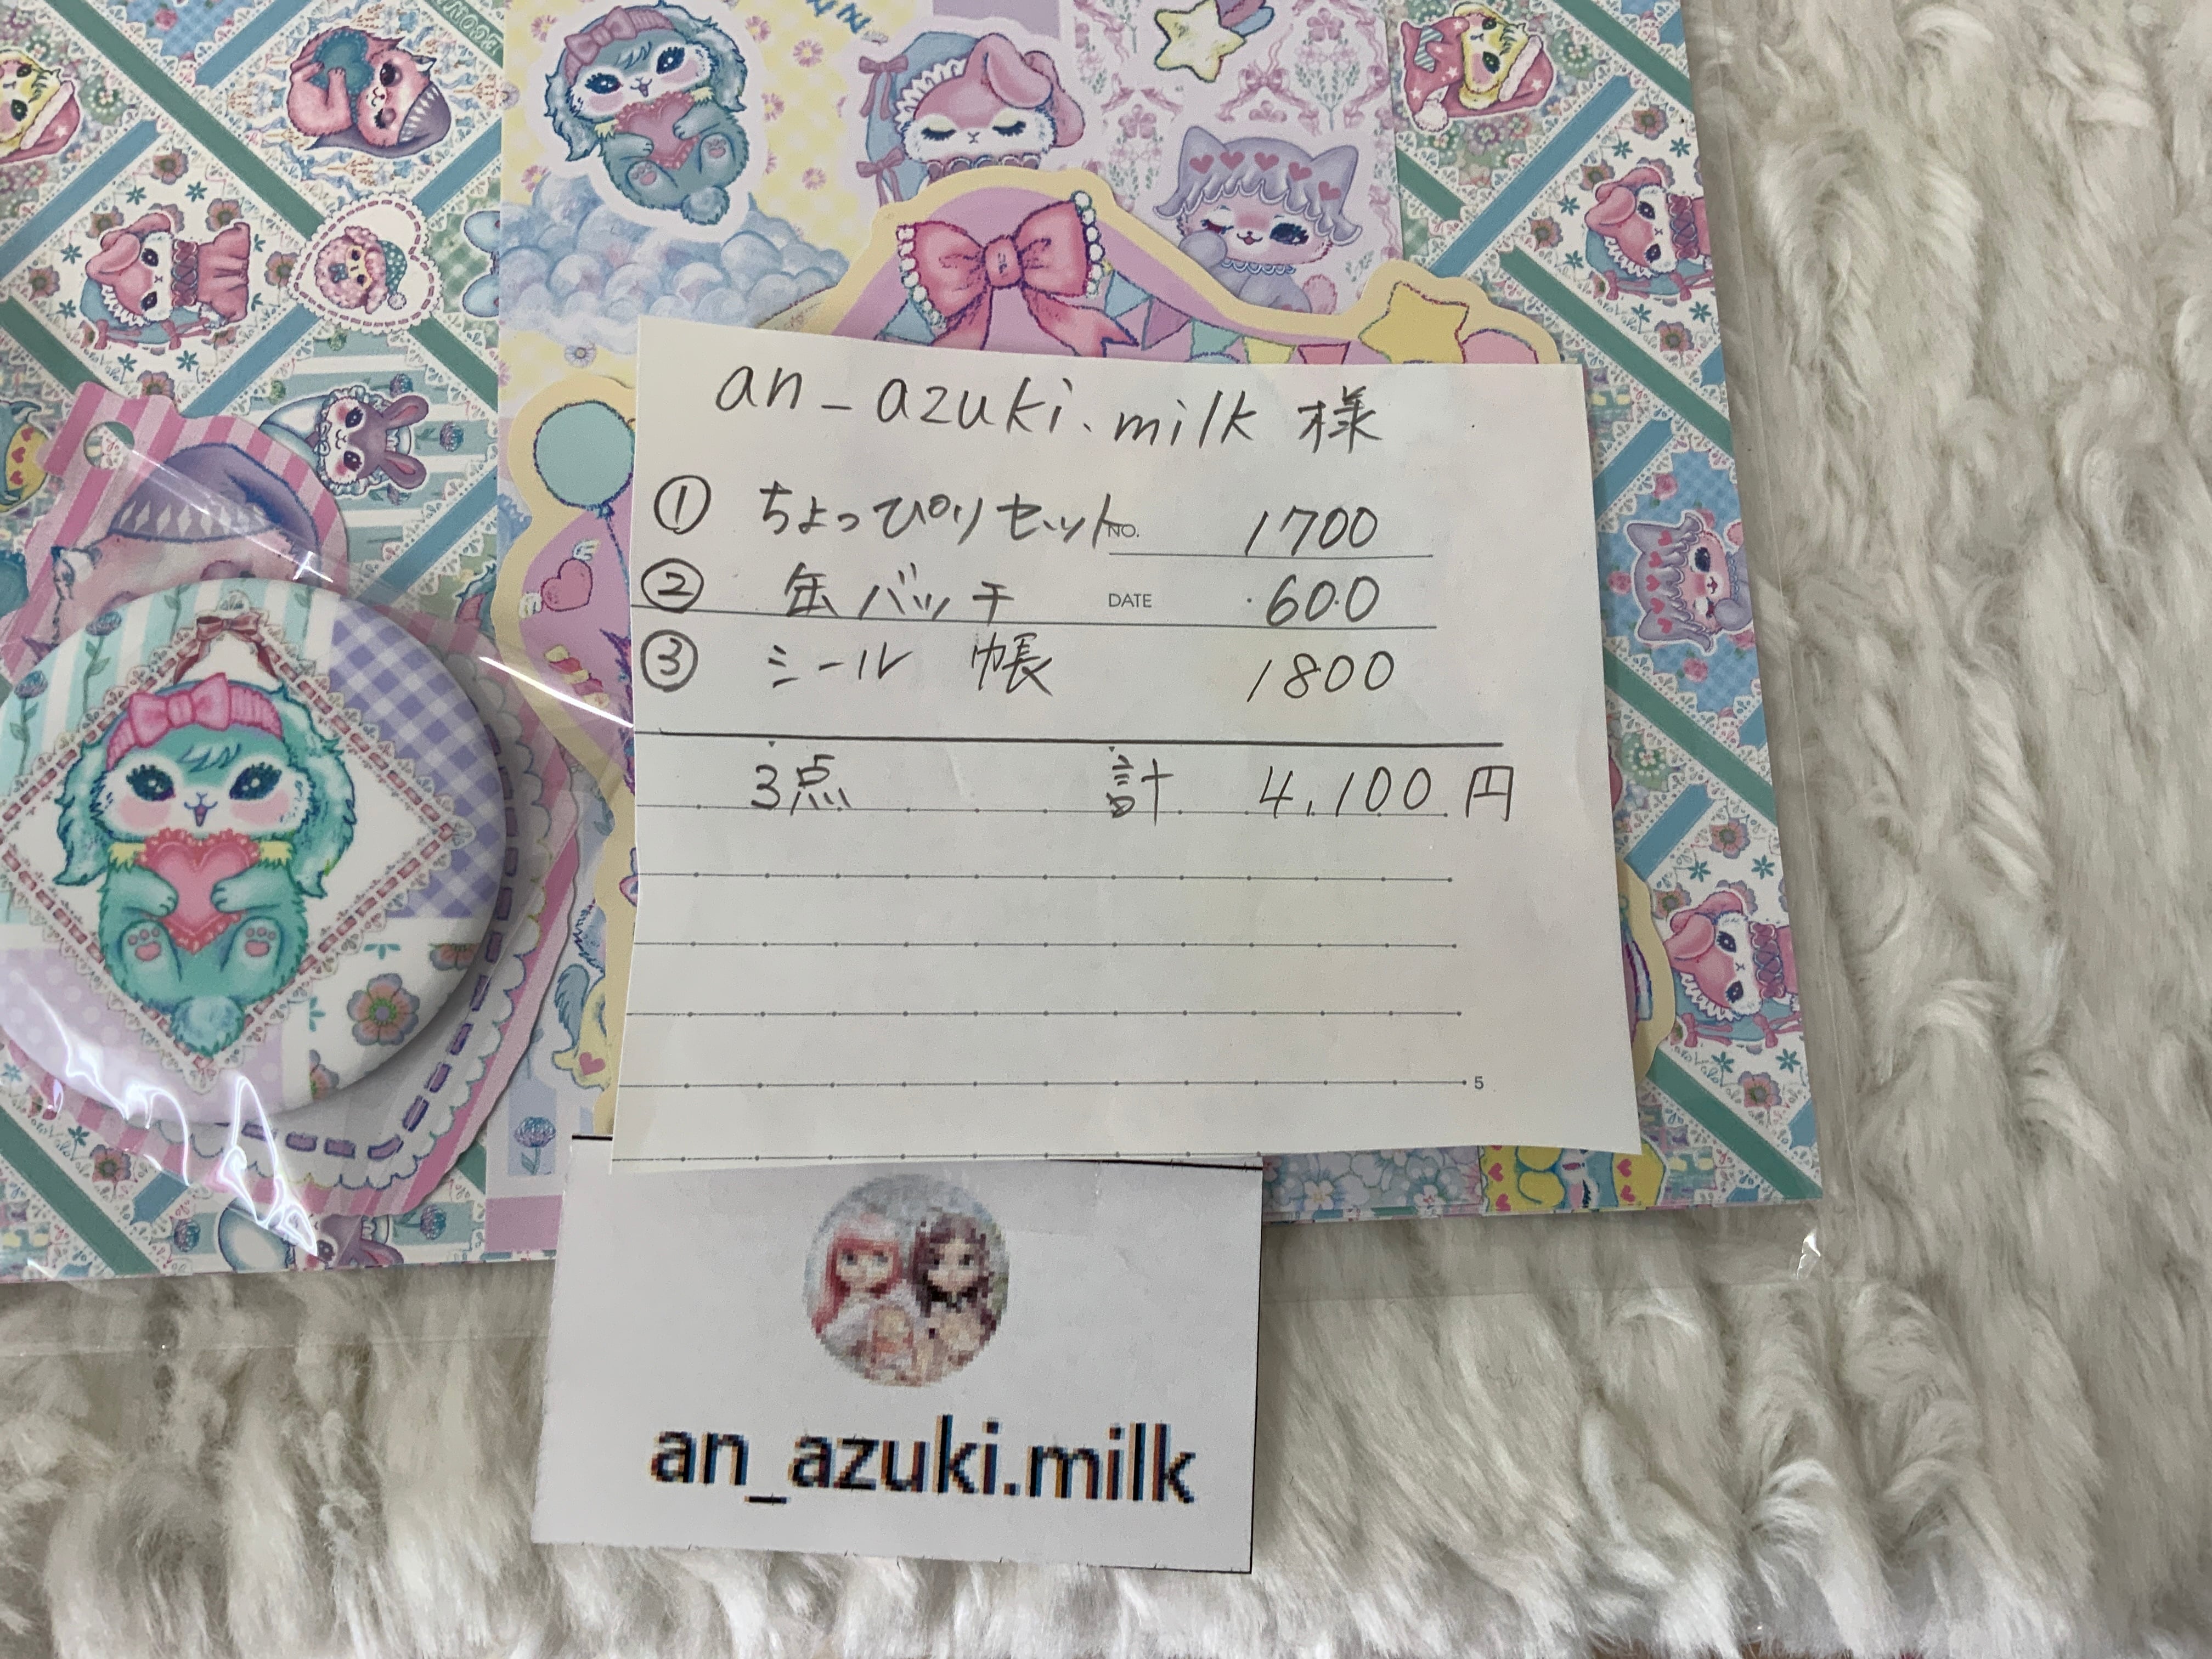 an_azuki.milk 様
① ちょっぴりセット NO. 1700
② 缶バッチ DATE 600
③ シール帳 1800
3点 計 4,100円
5
an_azuki.milk